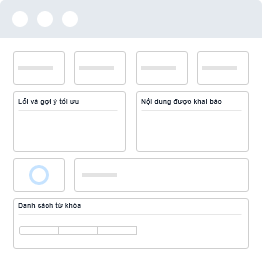 Lỗi và gợi ý tối ưu
Nội dung được khai báo
Danh sách từ khóa